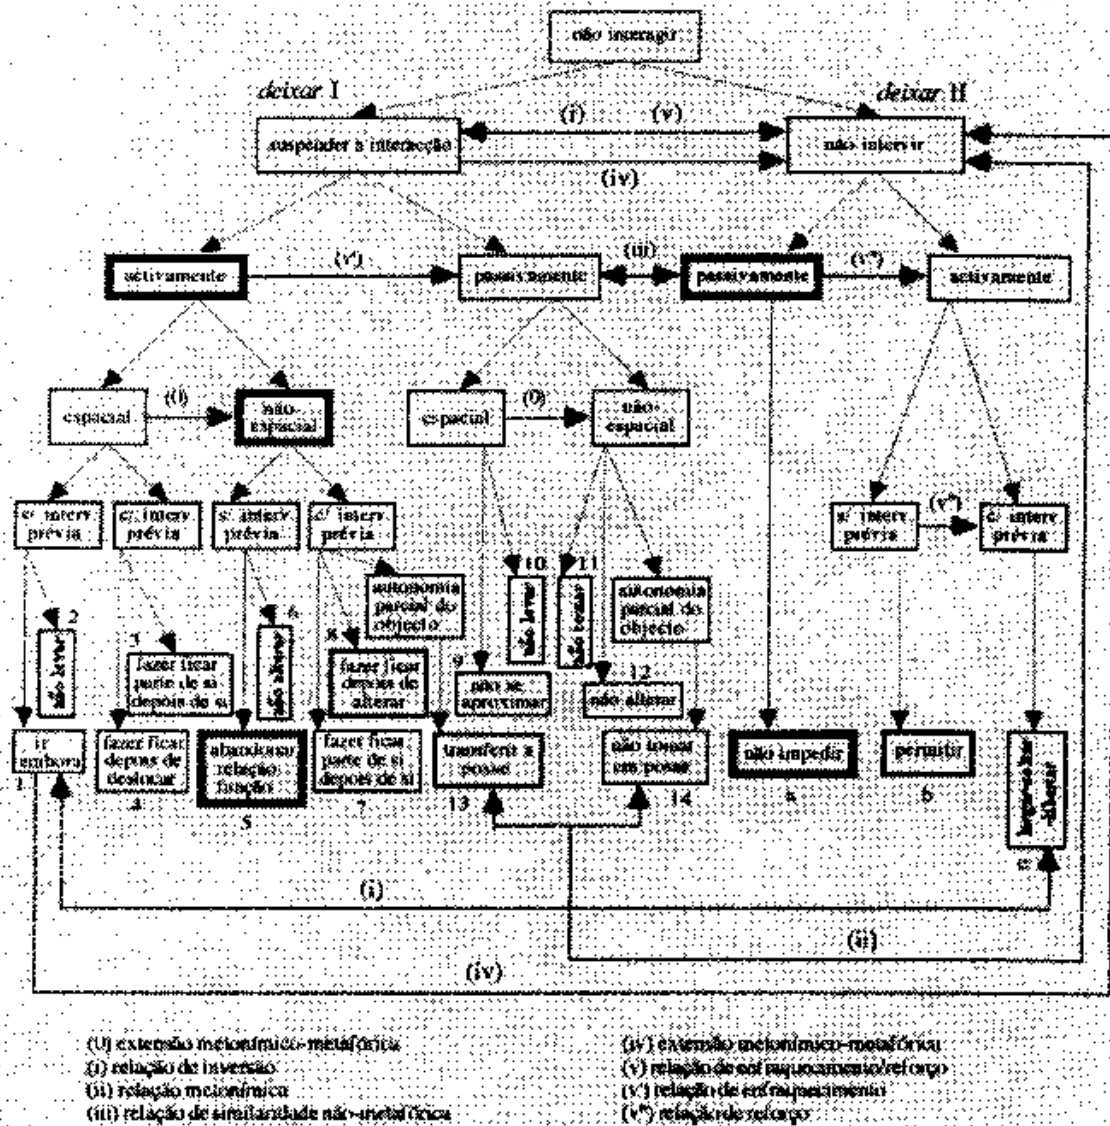 não interagir
deixar I
deixar II
(i)
(v)
suspender a interacção
não intervir
(iv)
activamente
(v')
passivamente
(iii)
passivamente
(v")
activamente
espacial
(0)
não-
espacial
espacial
(0)
não-
espacial
s/ interv.
prévia
c/ interv.
prévia
s/ interv.
prévia
c/ interv.
prévia
s/ interv.
prévia
(v")
c/ interv
prévia
autonomia
parcial do
objecto
autonomia
parcial do
objecto
2
não levar
3
fazer ficar
parte de si
depois de si
6
não alterar
8
fazer ficar
depois de
alterar
9
não se
aproximar
10
não levar
11
não tomar
12
não alterar
ir
embora
1
fazer ficar
depois de
deslocar
4
abandonar
relação
função
5
fazer ficar
parte de si
depois de si
7
transferir a
posse
13
não tomar
em posse
14
não impedir
a
permitir
b
largar-soltar
-libertar
c
(i)
(ii)
(iv)
(0) extensão metonímico-metafórica
(i) relação de inversão
(ii) relação metonímica
(iii) relação de similaridade não-metafórica
(iv) extensão metonímico-metafórica
(v) relação de enfraquecimento/reforço
(v') relação de enfraquecimento
(v") relação de reforço